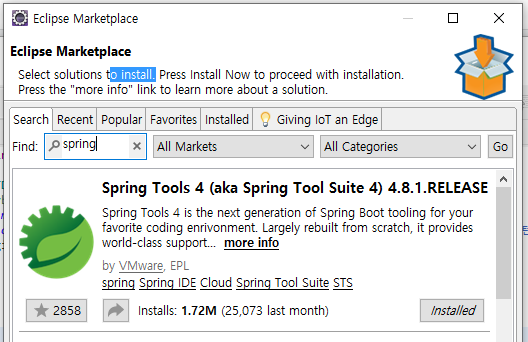 Eclipse Marketplace
Eclipse Marketplace
Select solutions to install. Press Install Now to proceed with installation.
Press the "more info" link to learn more about a solution.
Search Recent Popular Favorites Installed Giving IoT an Edge
Find: spring All Markets All Categories Go
Spring Tools 4 (aka Spring Tool Suite 4) 4.8.1.RELEASE
Spring Tools 4 is the next generation of Spring Boot tooling for your
favorite coding enrivonment. Largely rebuilt from scratch, it provides
world-class support... more info
by VMware, EPL
spring Spring IDE Cloud Spring Tool Suite STS
2858 Installs: 1.72M (25,073 last month) Installed